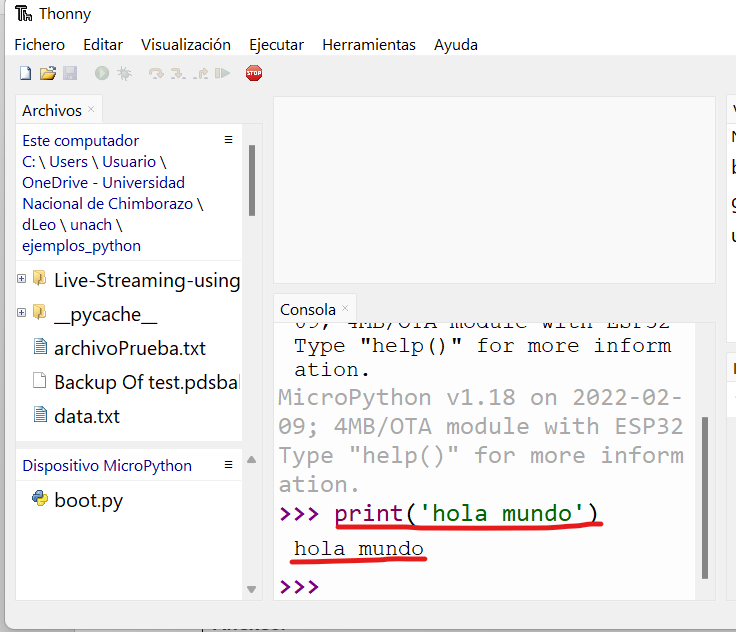 Thonny
Fichero Editar Visualización Ejecutar Herramientas Ayuda
STOP
Archivos ×
Este computador
C: \ Users \ Usuario \
OneDrive - Universidad
Nacional de Chimborazo \
dLeo \ unach \
ejemplos_python
Live-Streaming-using
__pycache__
archivoPrueba.txt
Backup Of test.pdsba
data.txt
Dispositivo MicroPython
boot.py
Consola ×
09; 4MB/OTA module with ESP32
Type "help()" for more inform
ation.
MicroPython v1.18 on 2022-02-
09; 4MB/OTA module with ESP32
Type "help()" for more inform
ation.
>>> print('hola mundo')
hola mundo
>>>